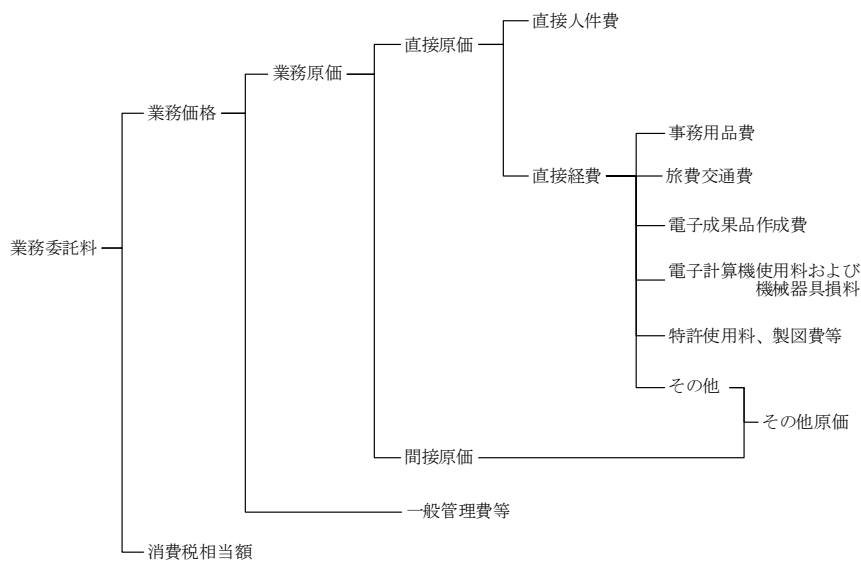 直接人件費
直接原価
業務原価
業務価格
事務用品費
直接経費
旅費交通費
電子成果品作成費
業務委託料
電子計算機使用料および
機械器具損料
特許使用料、製図費等
その他
その他原価
間接原価
一般管理費等
消費税相当額